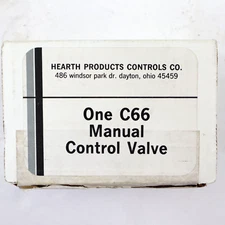 HEARTH PRODUCTS CONTROLS CO.
486 windsor park dr. dayton, ohio 45459
One C66
Manual
Control Valve